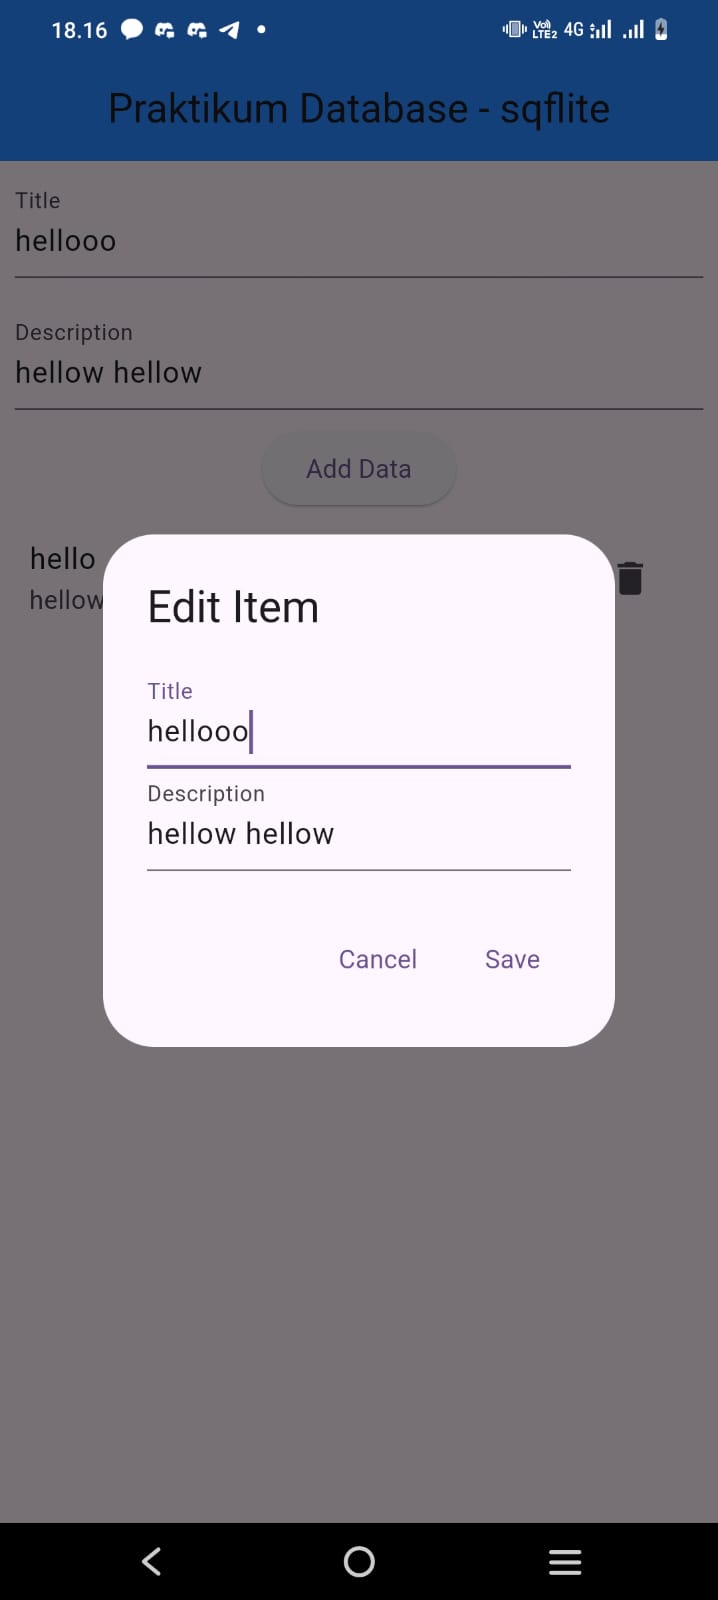 18.16
Vo)) LTE2 4G
Praktikum Database - sqflite
Title
hellooo
Description
hellow hellow
Add Data
hello
hellow
Edit Item
Title
hellooo
Description
hellow hellow
Cancel Save